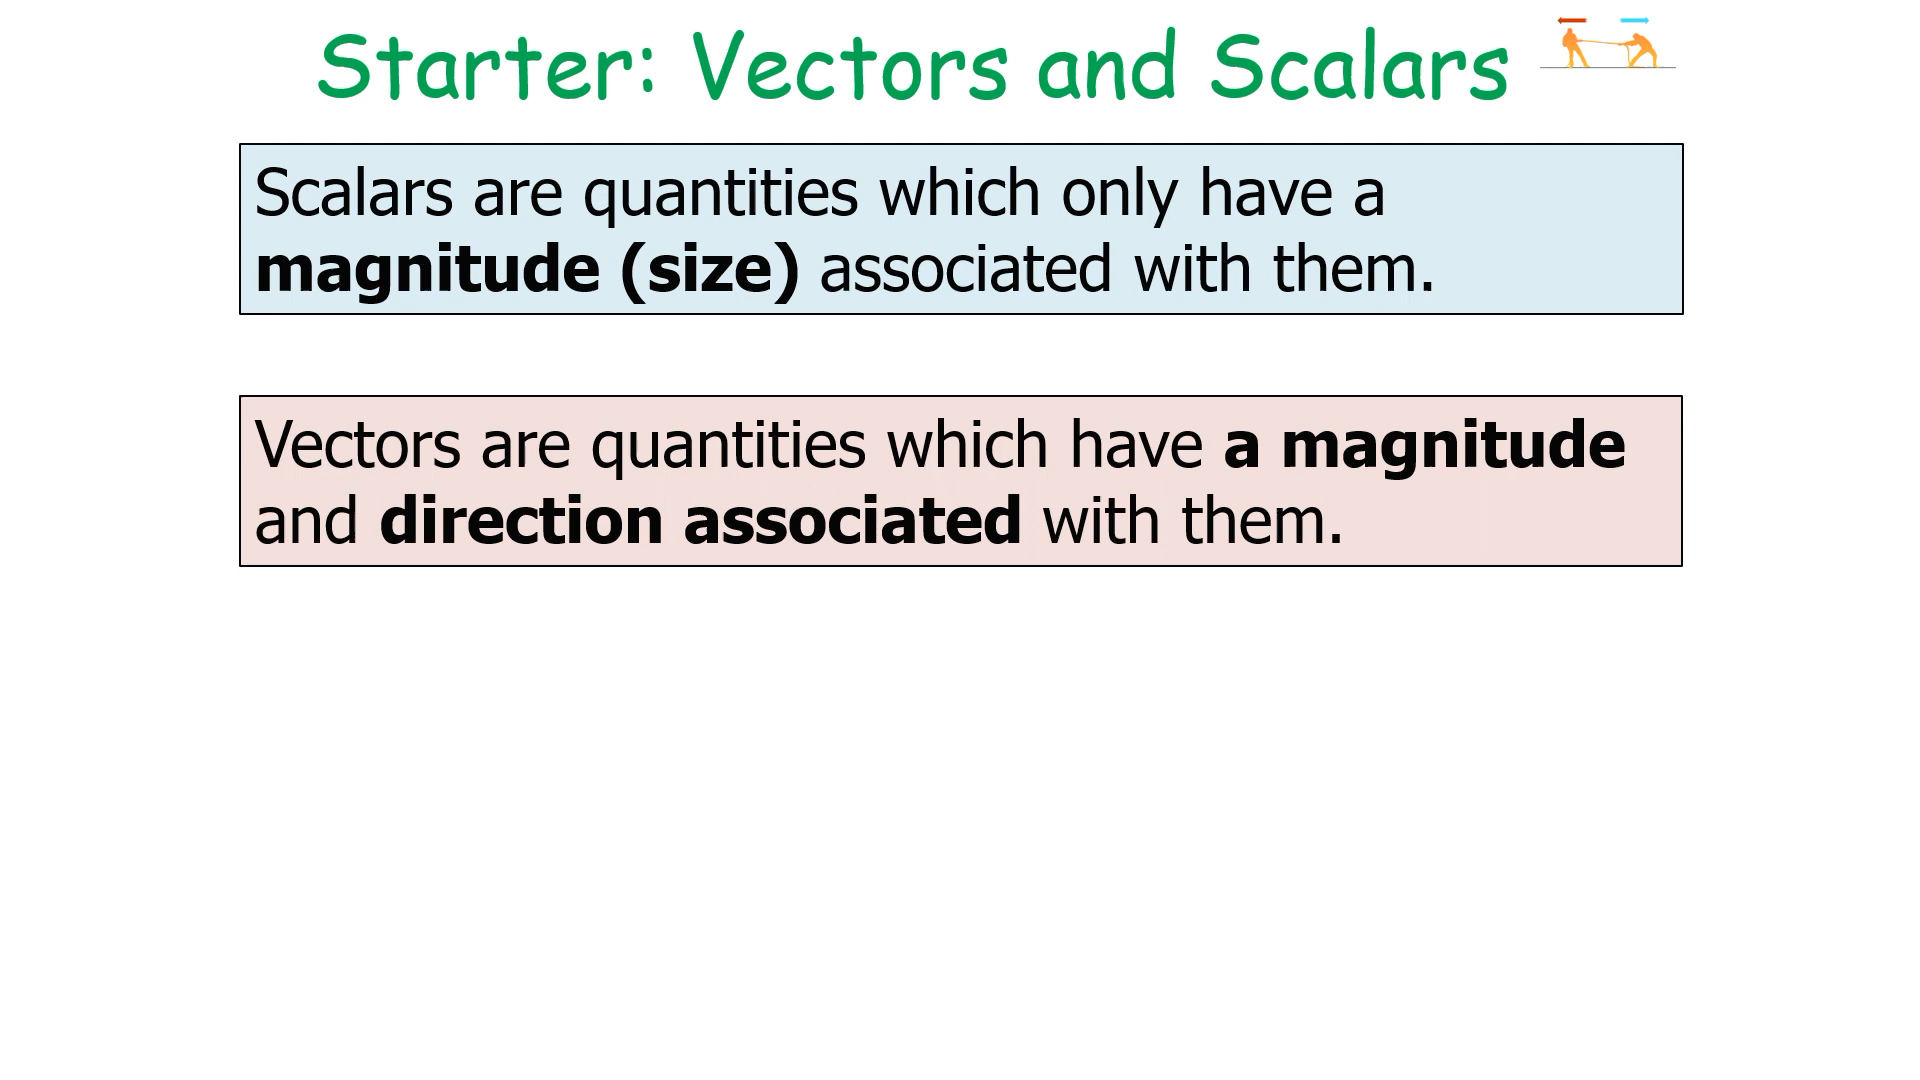 Starter: Vectors and Scalars
Scalars are quantities which only have a
magnitude (size) associated with them.
Vectors are quantities which have a magnitude
and direction associated with them.